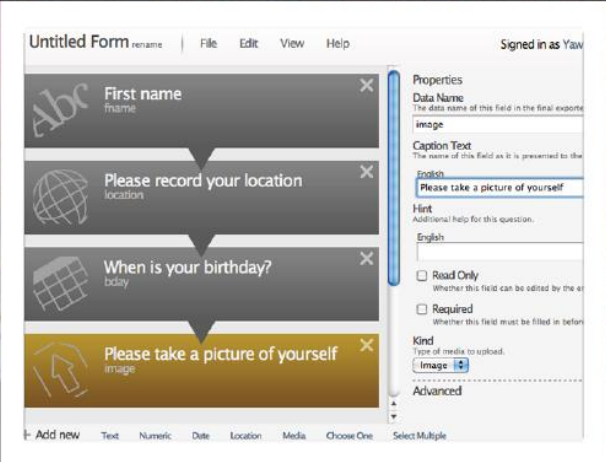 Untitled Form rename | File Edit View Help Signed in as Yaw
Abc
First name
fname
Please record your location
location
When is your birthday?
bday
Please take a picture of yourself
image
Properties
Data Name
The data name of this field in the final exporte
image
Caption Text
The name of this field as it is presented to the
English
Please take a picture of yourself
Hint
Additional help for this question.
English
Read Only
Whether this field can be edited by the en
Required
Whether this field must be filled in befor
Kind
Type of media to upload.
Image
Advanced
+ Add new Text Numeric Date Location Media Choose One Select Multiple